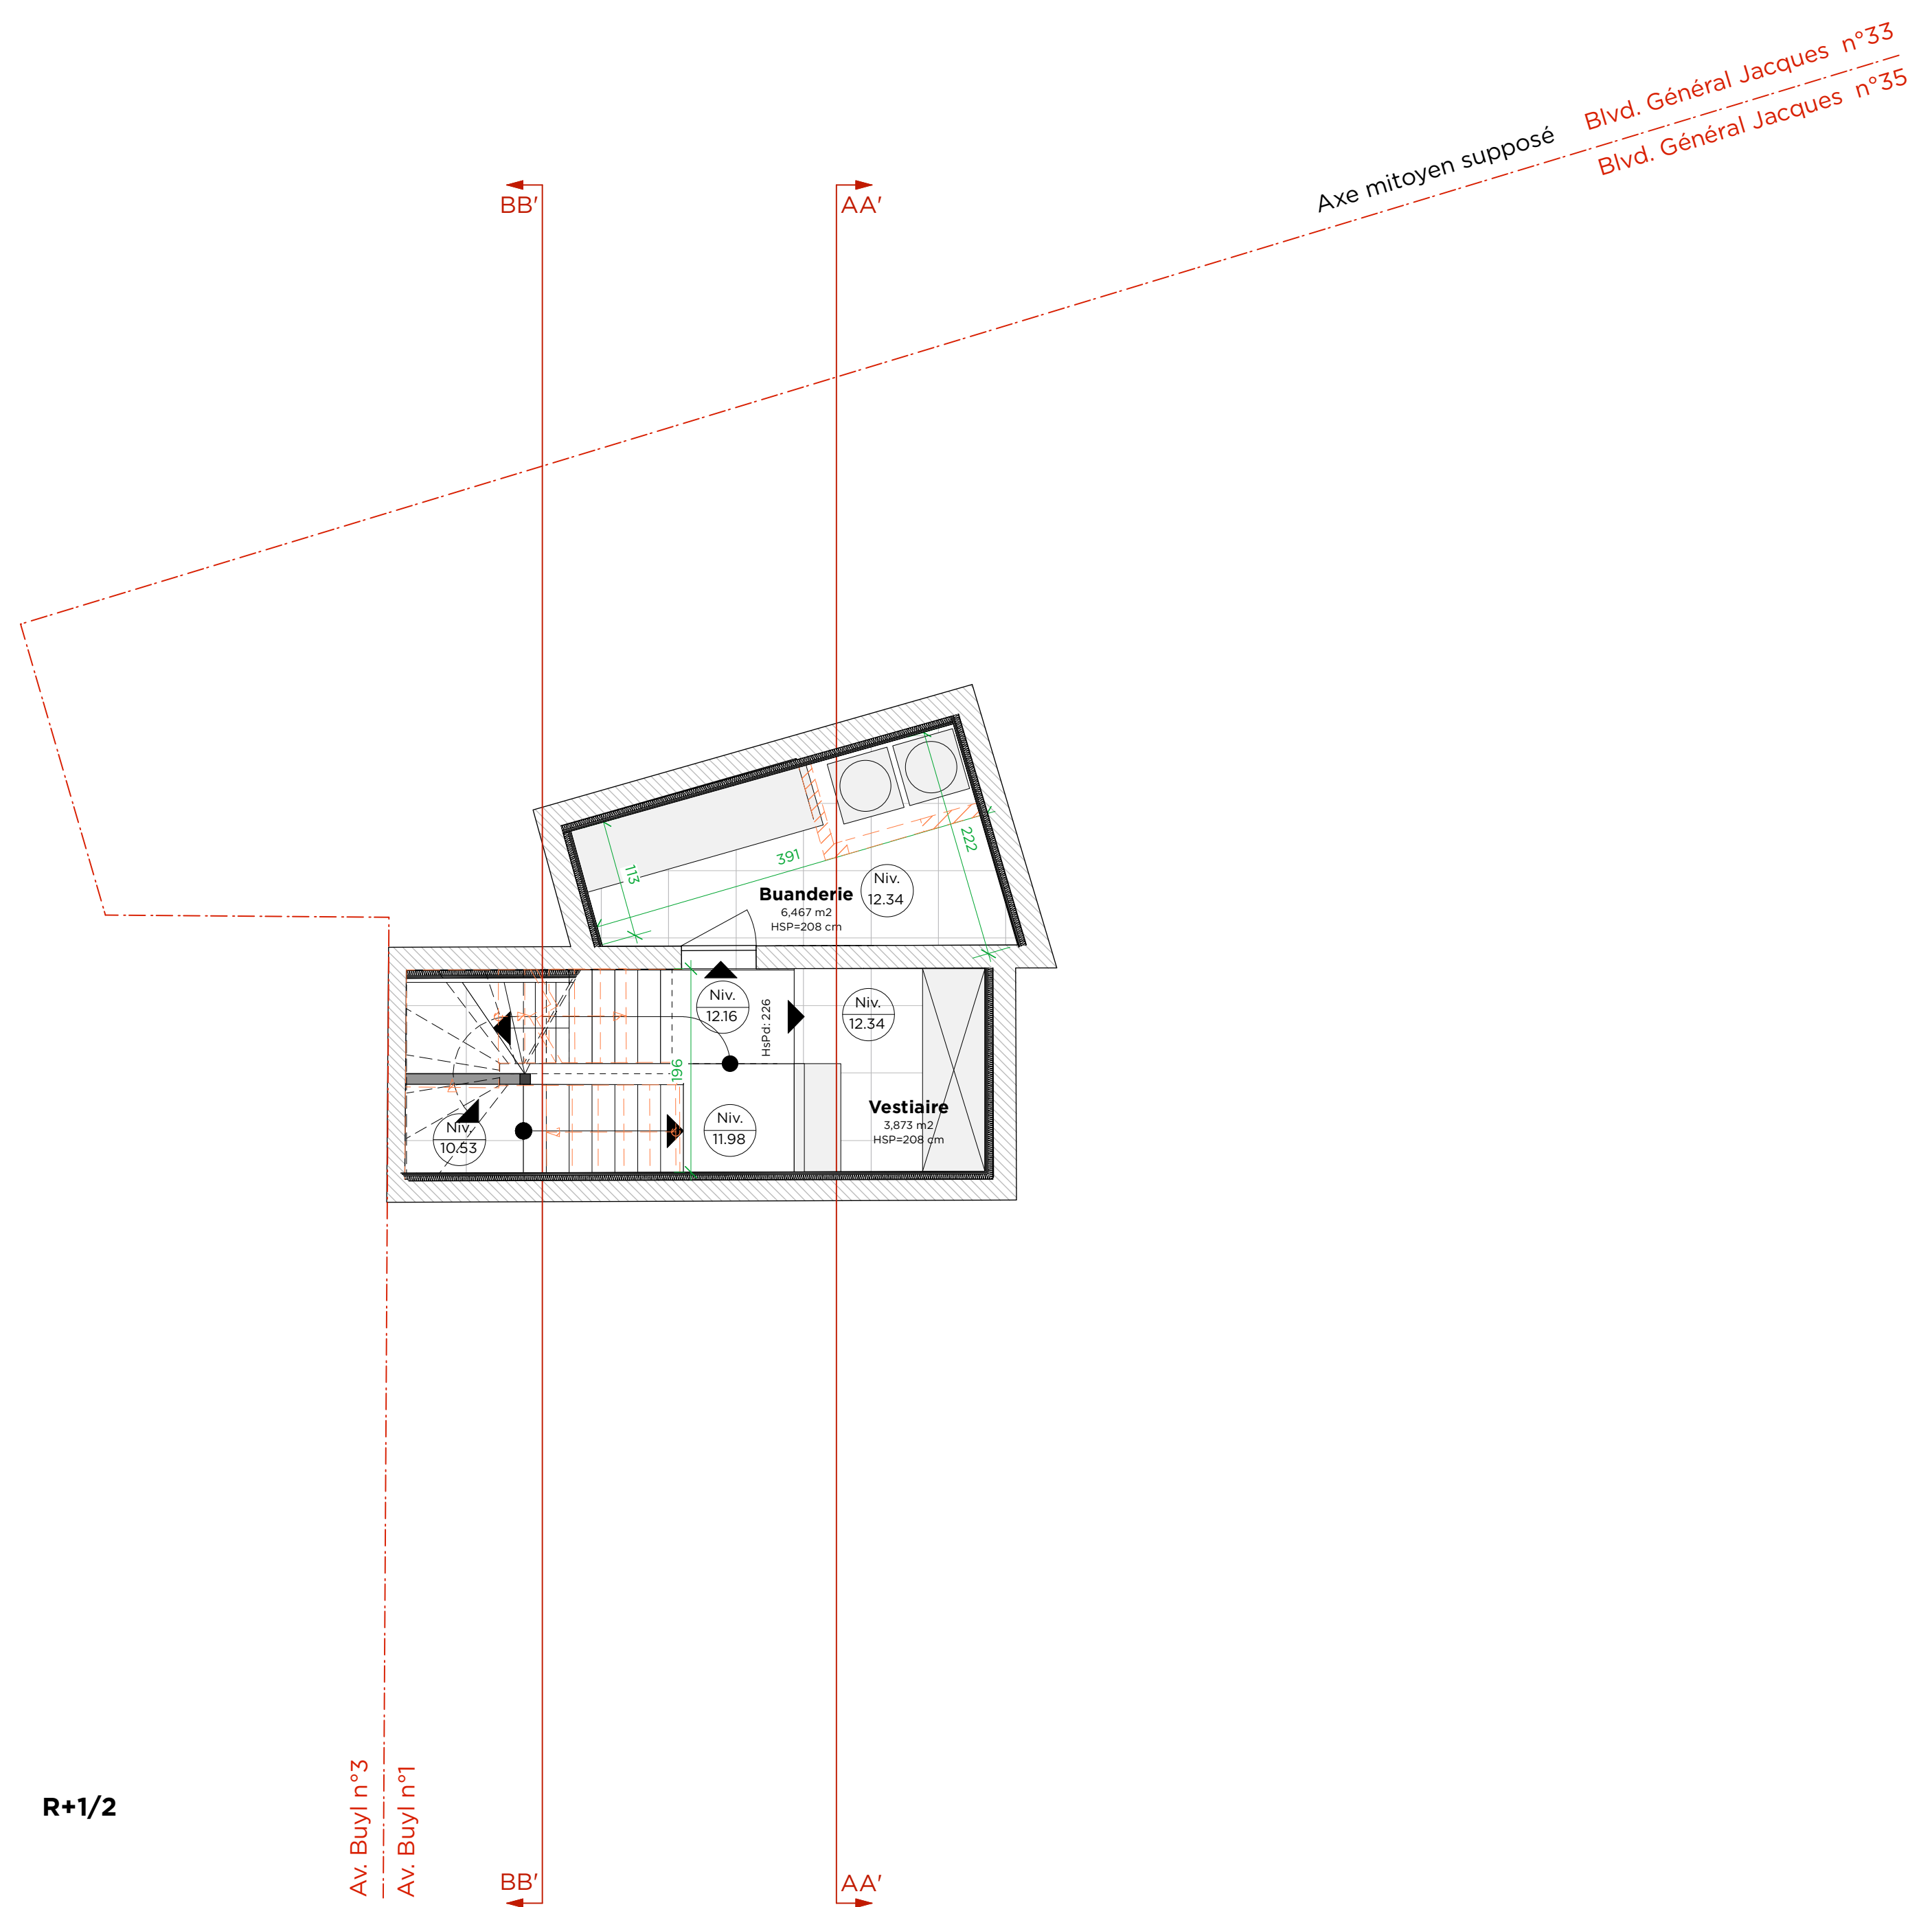 Blvd. Général Jacques n°33
Blvd. Général Jacques n°35
Axe mitoyen supposé
BB'
AA'
222
391
113
Buanderie
6,467 m2
HSP=208 cm
Niv.
12.34
Niv.
12.16
HsPd: 226
Niv.
12.34
196
Vestiaire
3,873 m2
HSP=208 cm
Niv.
11.98
Niv.
10.53
R+1/2
Av. Buyl n°3
Av. Buyl n°1
BB'
AA'